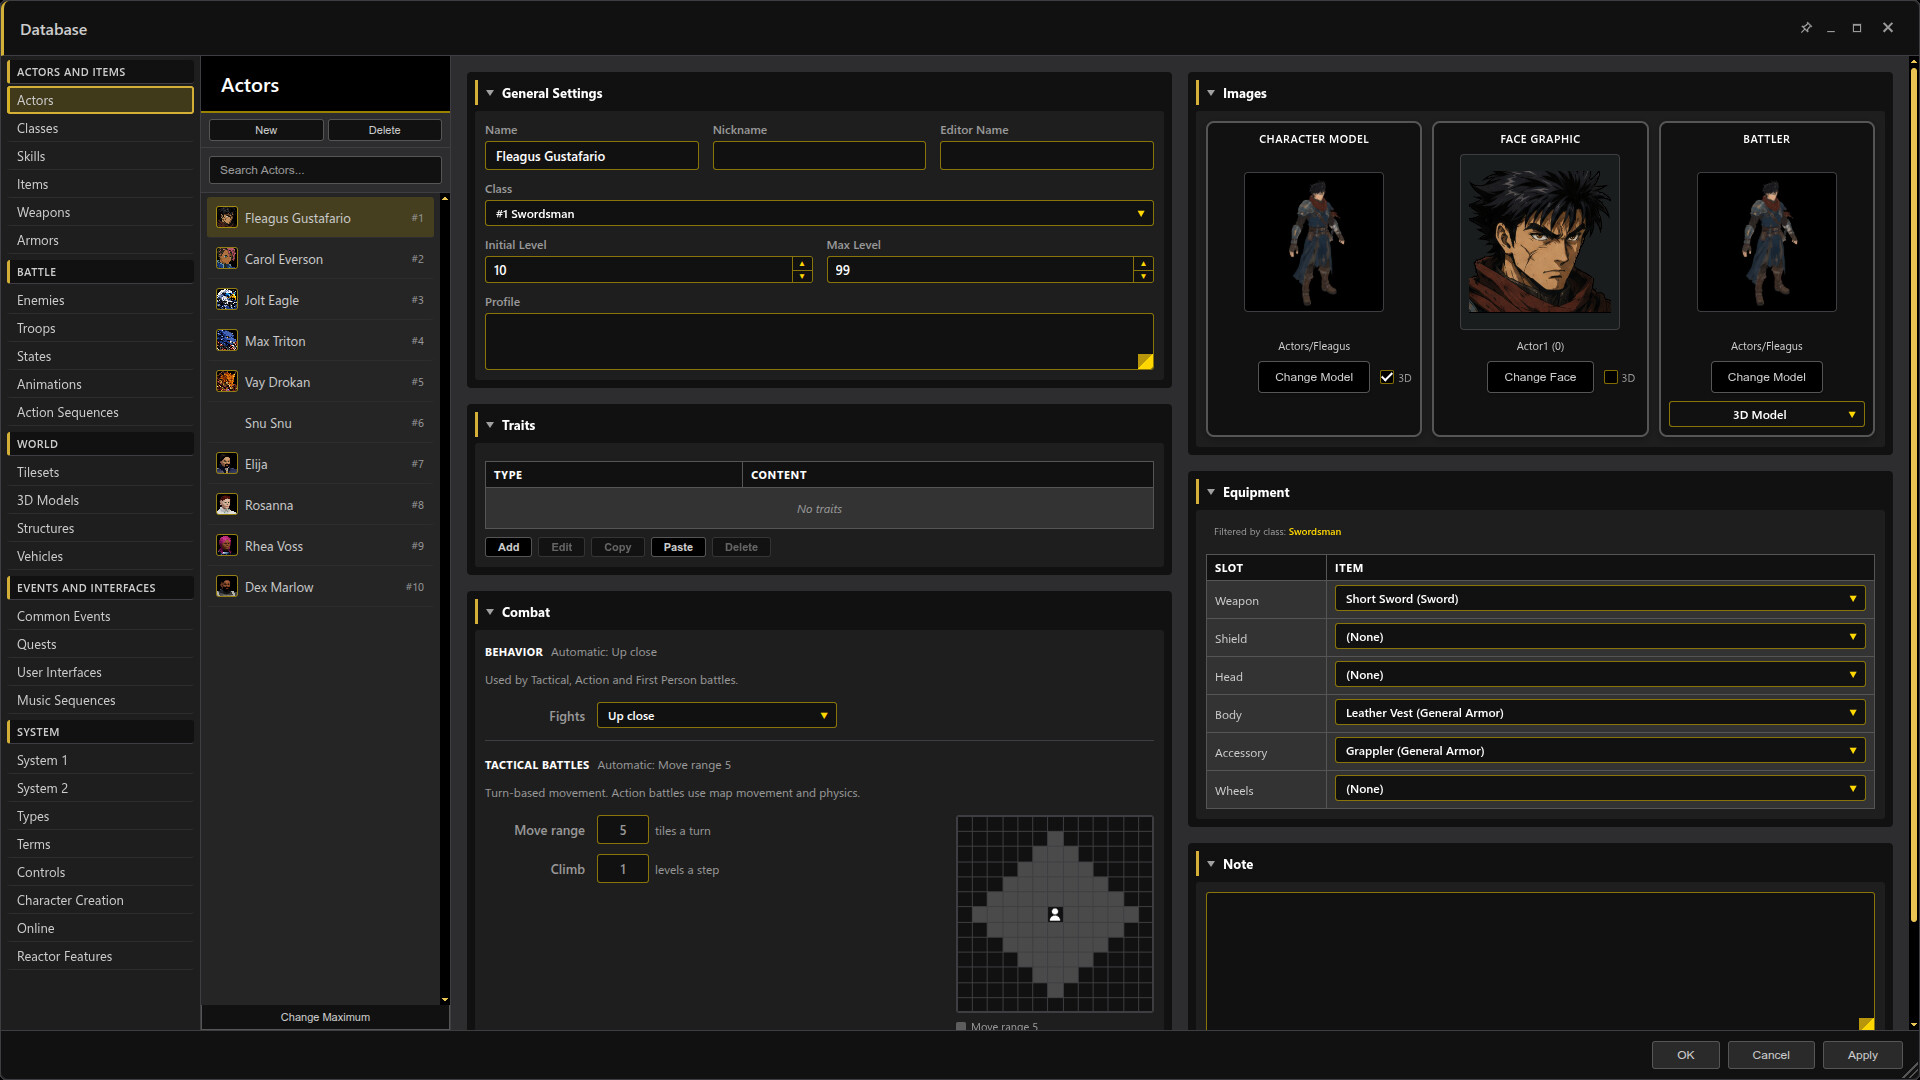 Database
ACTORS AND ITEMS
Actors
Classes
Skills
Items
Weapons
Armors
BATTLE
Enemies
Troops
States
Animations
Action Sequences
WORLD
Tilesets
3D Models
Structures
Vehicles
EVENTS AND INTERFACES
Common Events
Quests
User Interfaces
Music Sequences
SYSTEM
System 1
System 2
Types
Terms
Controls
Character Creation
Online
Reactor Features
Actors
New Delete
Search Actors...
Fleagus Gustafario #1
Carol Everson #2
Jolt Eagle #3
Max Triton #4
Vay Drokan #5
Snu Snu #6
Elija #7
Rosanna #8
Rhea Voss #9
Dex Marlow #10
Change Maximum
General Settings
Name Nickname Editor Name
Fleagus Gustafario
Class
#1 Swordsman
Initial Level Max Level
10 99
Profile
Traits
TYPE CONTENT
No traits
Add Edit Copy Paste Delete
Combat
BEHAVIOR Automatic: Up close
Used by Tactical, Action and First Person battles.
Fights Up close
TACTICAL BATTLES Automatic: Move range 5
Turn-based movement. Action battles use map movement and physics.
Move range 5 tiles a turn
Climb 1 levels a step
Move range 5
Images
CHARACTER MODEL FACE GRAPHIC BATTLER
Actors/Fleagus Actor1 (0) Actors/Fleagus
Change Model 3D Change Face 3D Change Model
3D Model
Equipment
Filtered by class: Swordsman
SLOT ITEM
Weapon Short Sword (Sword)
Shield (None)
Head (None)
Body Leather Vest (General Armor)
Accessory Grappler (General Armor)
Wheels (None)
Note
OK Cancel Apply